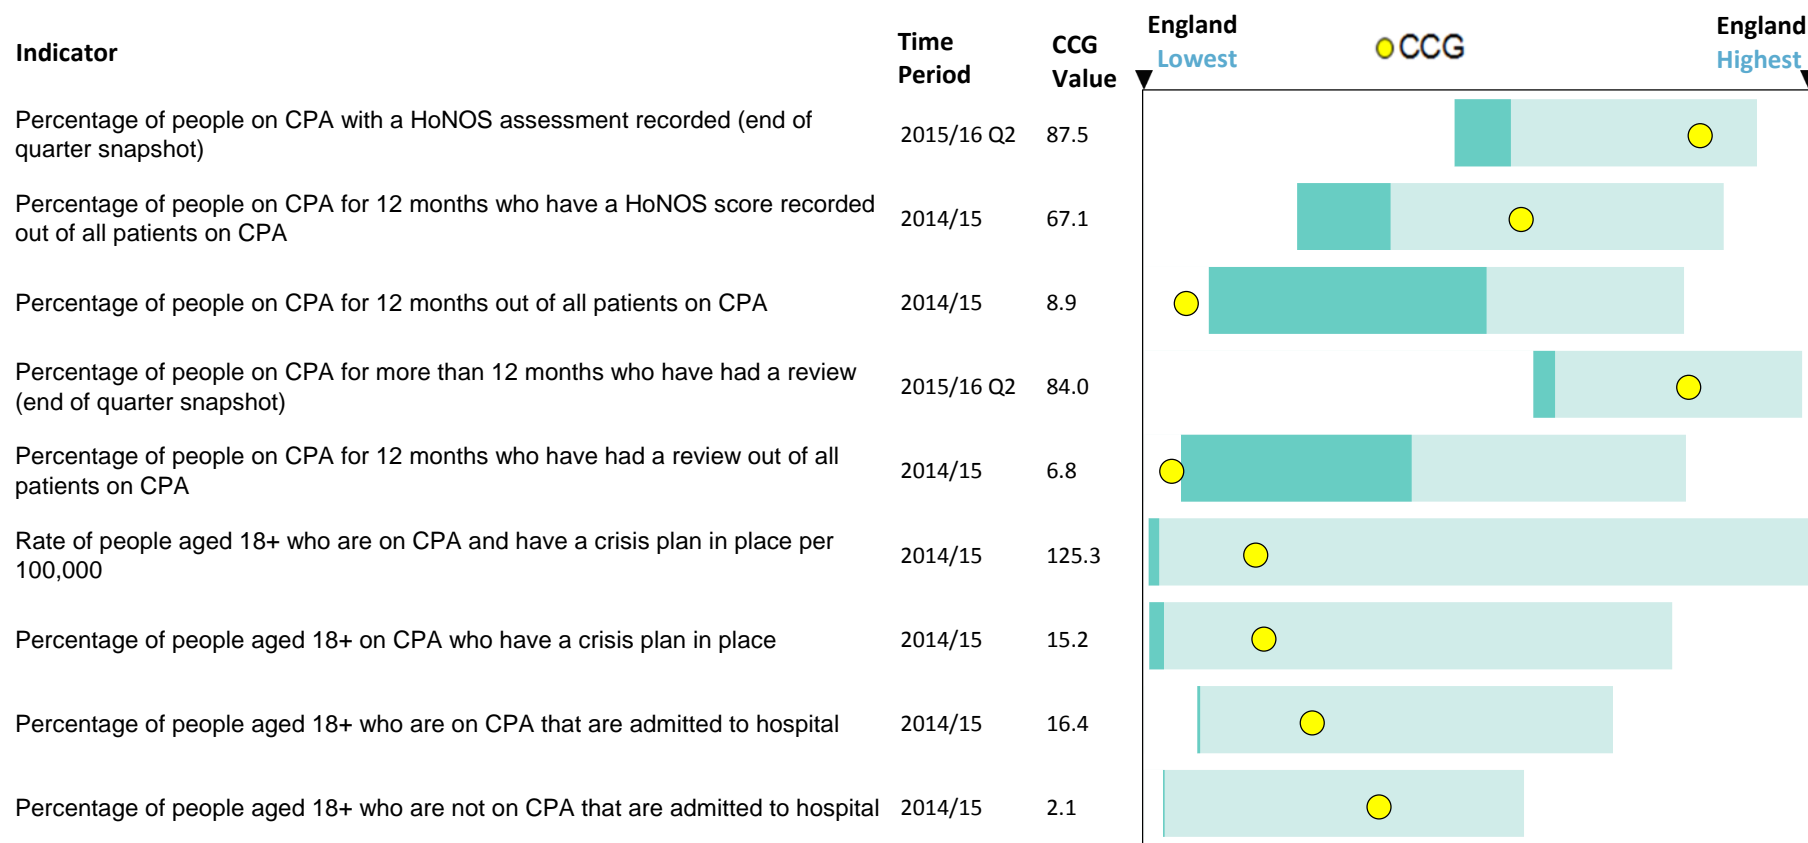 Indicator
Time
Period
CCG
Value
England
Lowest
CCG
England
Highest
Percentage of people on CPA with a HoNOS assessment recorded (end of
quarter snapshot)
2015/16 Q2
87.5
Percentage of people on CPA for 12 months who have a HoNOS score recorded
out of all patients on CPA
2014/15
67.1
Percentage of people on CPA for 12 months out of all patients on CPA
2014/15
8.9
Percentage of people on CPA for more than 12 months who have had a review
(end of quarter snapshot)
2015/16 Q2
84.0
Percentage of people on CPA for 12 months who have had a review out of all
patients on CPA
2014/15
6.8
Rate of people aged 18+ who are on CPA and have a crisis plan in place per
100,000
2014/15
125.3
Percentage of people aged 18+ on CPA who have a crisis plan in place
2014/15
15.2
Percentage of people aged 18+ who are on CPA that are admitted to hospital
2014/15
16.4
Percentage of people aged 18+ who are not on CPA that are admitted to hospital
2014/15
2.1